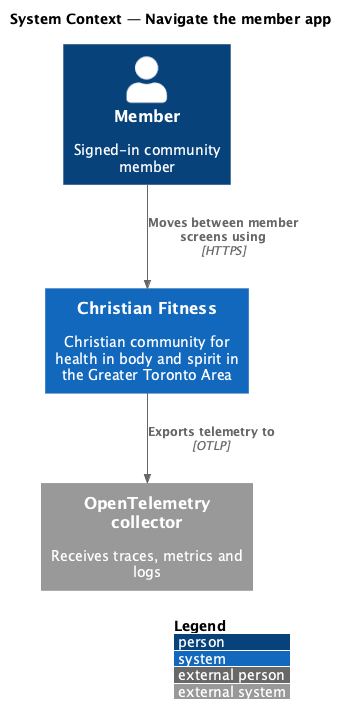 System Context — Navigate the member app
Member
Signed-in community
member
Moves between member
screens using
[HTTPS]
Christian Fitness
Christian community for
health in body and spirit in
the Greater Toronto Area
Exports telemetry to
[OTLP]
OpenTelemetry
collector
Receives traces, metrics and
logs
Legend
person
system
external person
external system